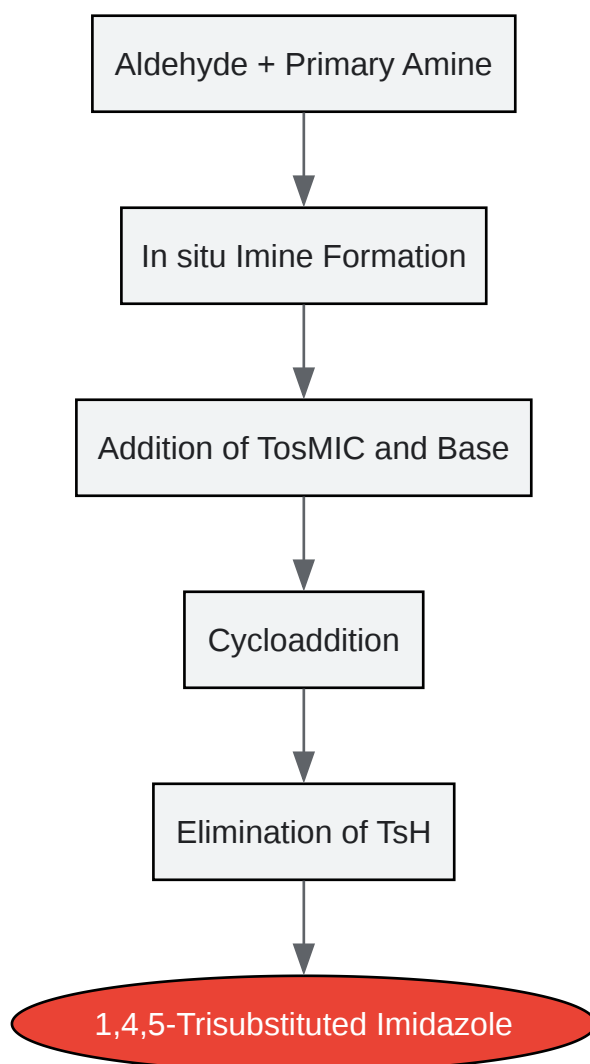 Aldehyde + Primary Amine
In situ Imine Formation
Addition of TosMIC and Base
Cycloaddition
Elimination of TsH
1,4,5-Trisubstituted Imidazole